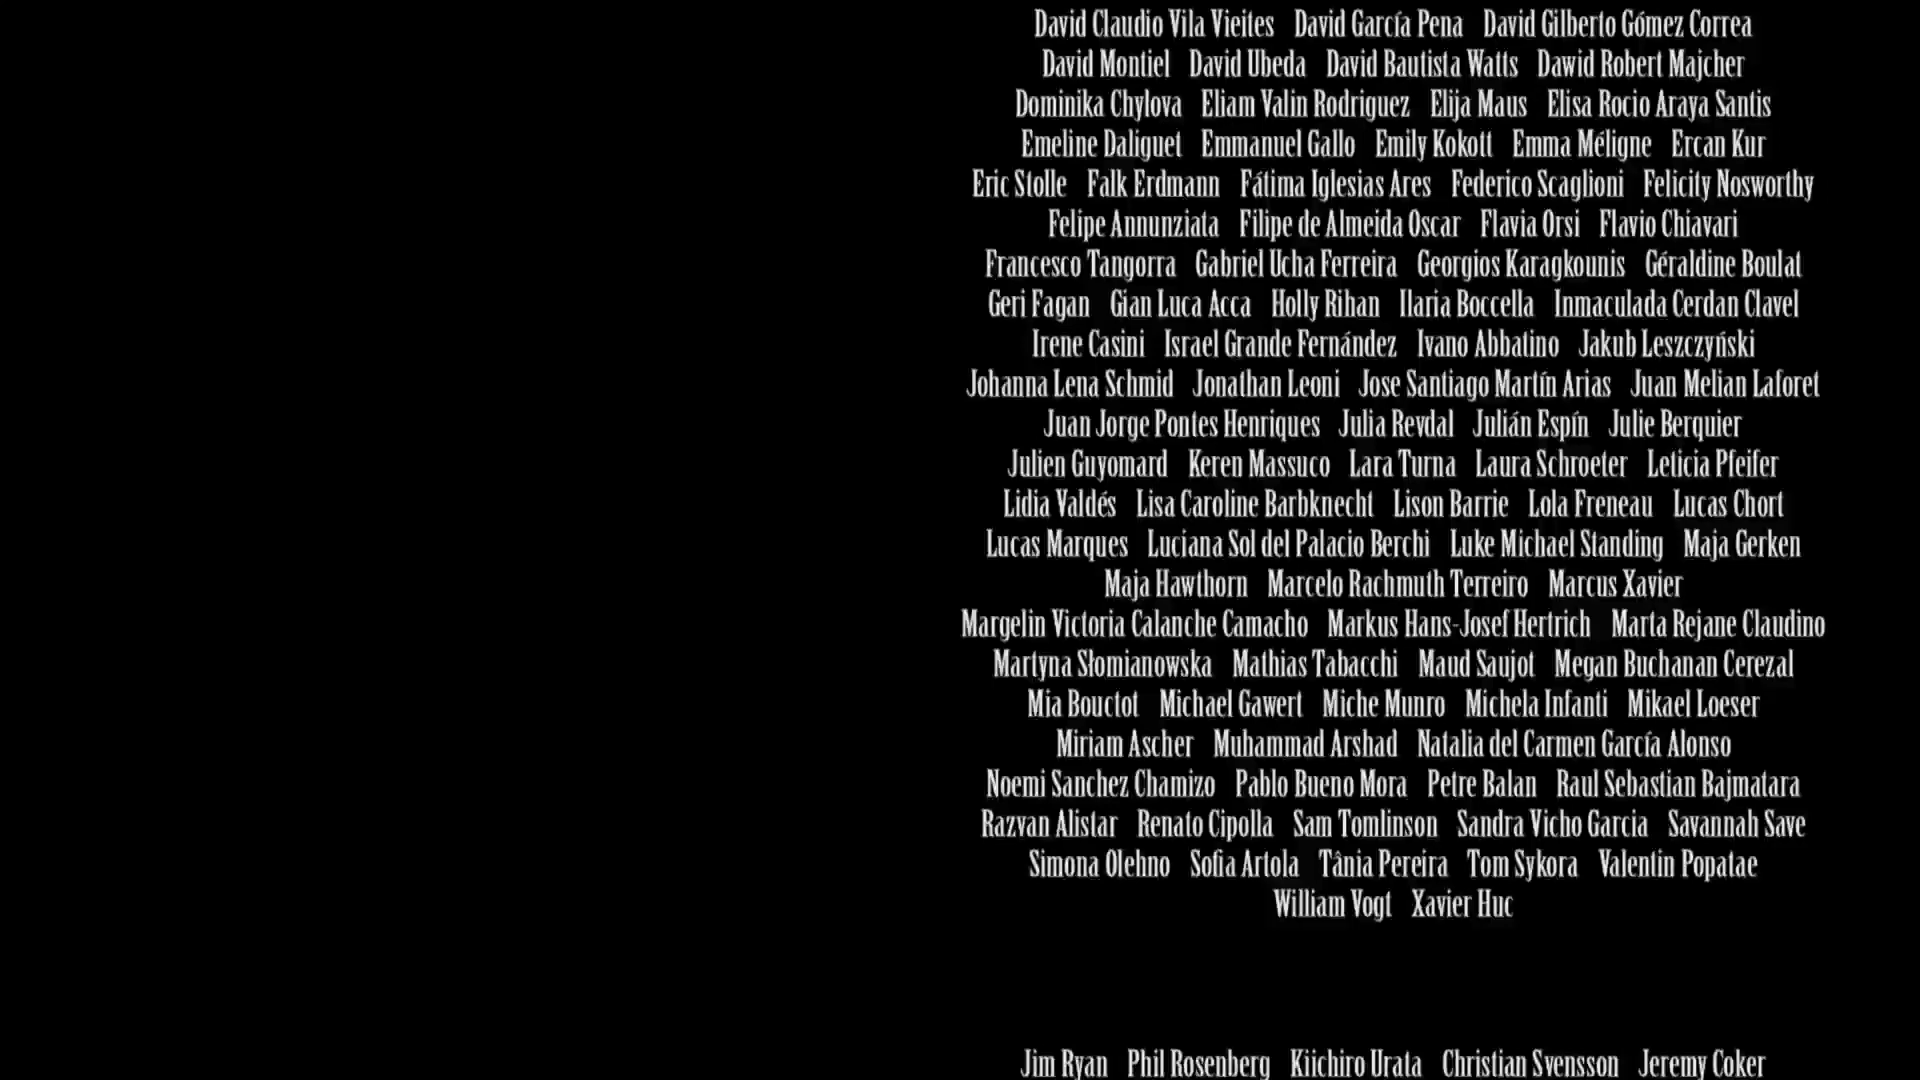 David Claudio Vila Vieites David García Pena David Gilberto Gómez Correa
David Montiel David Ubeda David Bautista Watts Dawid Robert Majcher
Dominika Chylova Eliam Valin Rodriguez Elija Maus Elisa Rocio Araya Santis
Emeline Daliguet Emmanuel Gallo Emily Kokott Emma Méligne Ercan Kur
Eric Stolle Falk Erdmann Fátima Iglesias Ares Federico Scaglioni Felicity Nosworthy
Felipe Annunziata Filipe de Almeida Oscar Flavia Orsi Flavio Chiavari
Francesco Tangorra Gabriel Ucha Ferreira Georgios Karagkounis Géraldine Boulat
Geri Fagan Gian Luca Acca Holly Rihan Ilaria Boccella Inmaculada Cerdan Clavel
Irene Casini Israel Grande Fernández Ivano Abbatino Jakub Leszczyński
Johanna Lena Schmid Jonathan Leoni Jose Santiago Martín Arias Juan Melian Laforet
Juan Jorge Pontes Henriques Julia Revdal Julián Espín Julie Berquier
Julien Guyomard Keren Massuco Lara Turna Laura Schroeter Leticia Pfeifer
Lidia Valdés Lisa Caroline Barbknecht Lison Barrie Lola Freneau Lucas Chort
Lucas Marques Luciana Sol del Palacio Berchi Luke Michael Standing Maja Gerken
Maja Hawthorn Marcelo Rachmuth Terreiro Marcus Xavier
Margelin Victoria Calanche Camacho Markus Hans-Josef Hertrich Marta Rejane Claudino
Martyna Słomianowska Mathias Tabacchi Maud Saujot Megan Buchanan Cerezal
Mia Bouctot Michael Gawert Miche Munro Michela Infanti Mikael Loeser
Miriam Ascher Muhammad Arshad Natalia del Carmen García Alonso
Noemi Sanchez Chamizo Pablo Bueno Mora Petre Balan Raul Sebastian Bajmatara
Razvan Alistar Renato Cipolla Sam Tomlinson Sandra Vicho Garcia Savannah Save
Simona Olehno Sofia Artola Tânia Pereira Tom Sykora Valentin Popatae
William Vogt Xavier Huc
Jim Ryan Phil Rosenberg Kiichiro Urata Christian Svensson Jeremy Coker